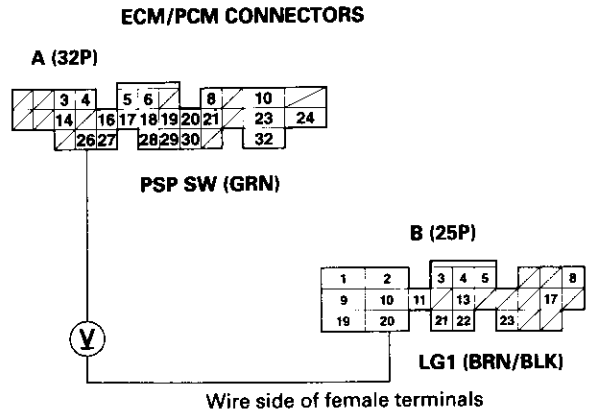 ECM/PCM CONNECTORS
A (32P)
3 4 5 6 8 10
14 16 17 18 19 20 21 23 24
26 27 28 29 30 32
PSP SW (GRN)
B (25P)
1 2 3 4 5 8
9 10 11 13 17
19 20 21 22 23
V
LG1 (BRN/BLK)
Wire side of female terminals